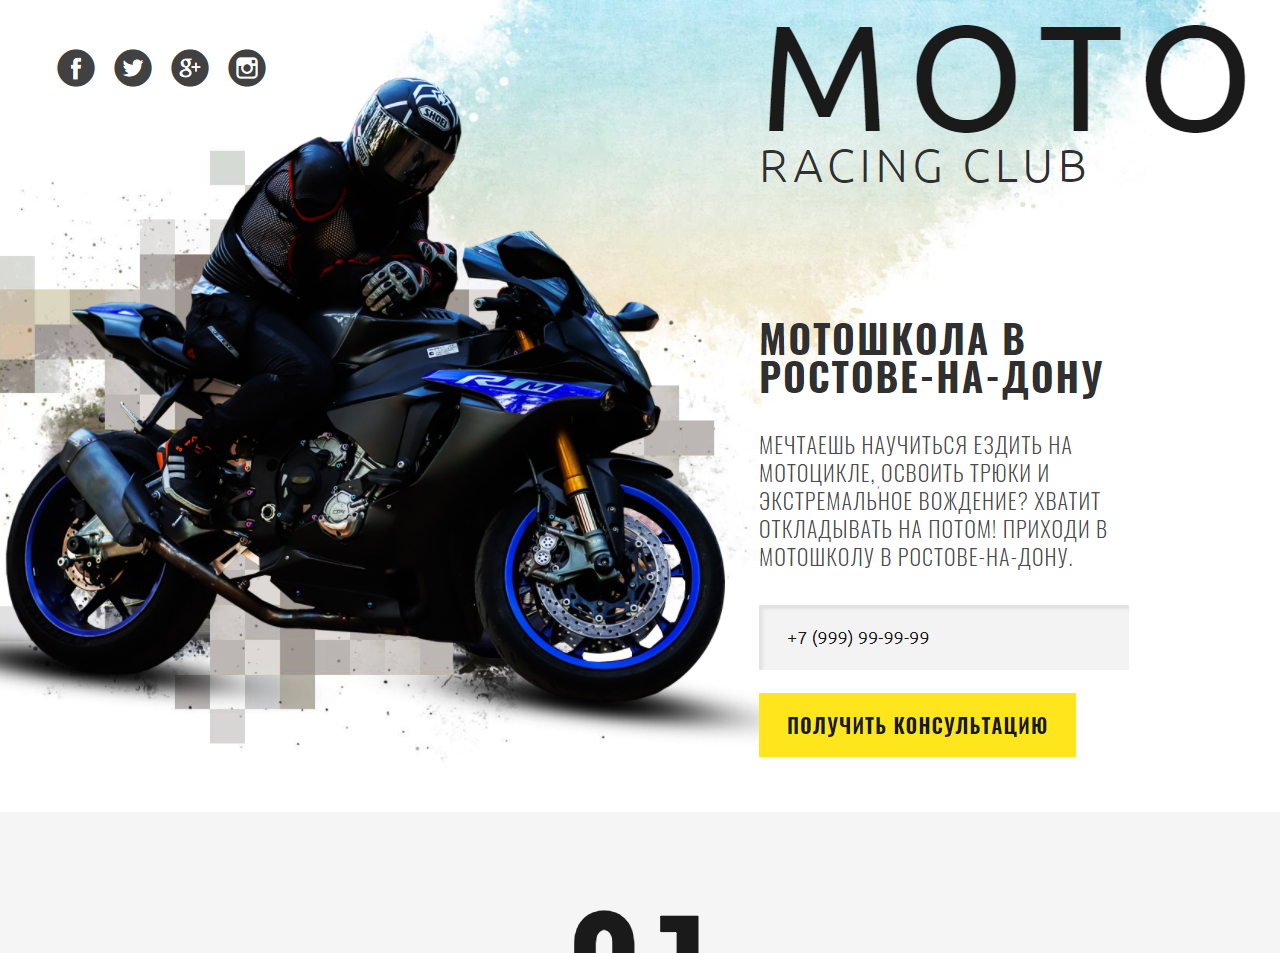 MOTO
RACING CLUB
SHOEI
R1M
МОТОШКОЛА В
РОСТОВЕ-НА-ДОНУ
МЕЧТАЕШЬ НАУЧИТЬСЯ ЕЗДИТЬ НА
МОТОЦИКЛЕ, ОСВОИТЬ ТРЮКИ И
ЭКСТРЕМАЛЬНОЕ ВОЖДЕНИЕ? ХВАТИТ
ОТКЛАДЫВАТЬ НА ПОТОМ! ПРИХОДИ В
МОТОШКОЛУ В РОСТОВЕ-НА-ДОНУ.
+7 (999) 99-99-99
ПОЛУЧИТЬ КОНСУЛЬТАЦИЮ